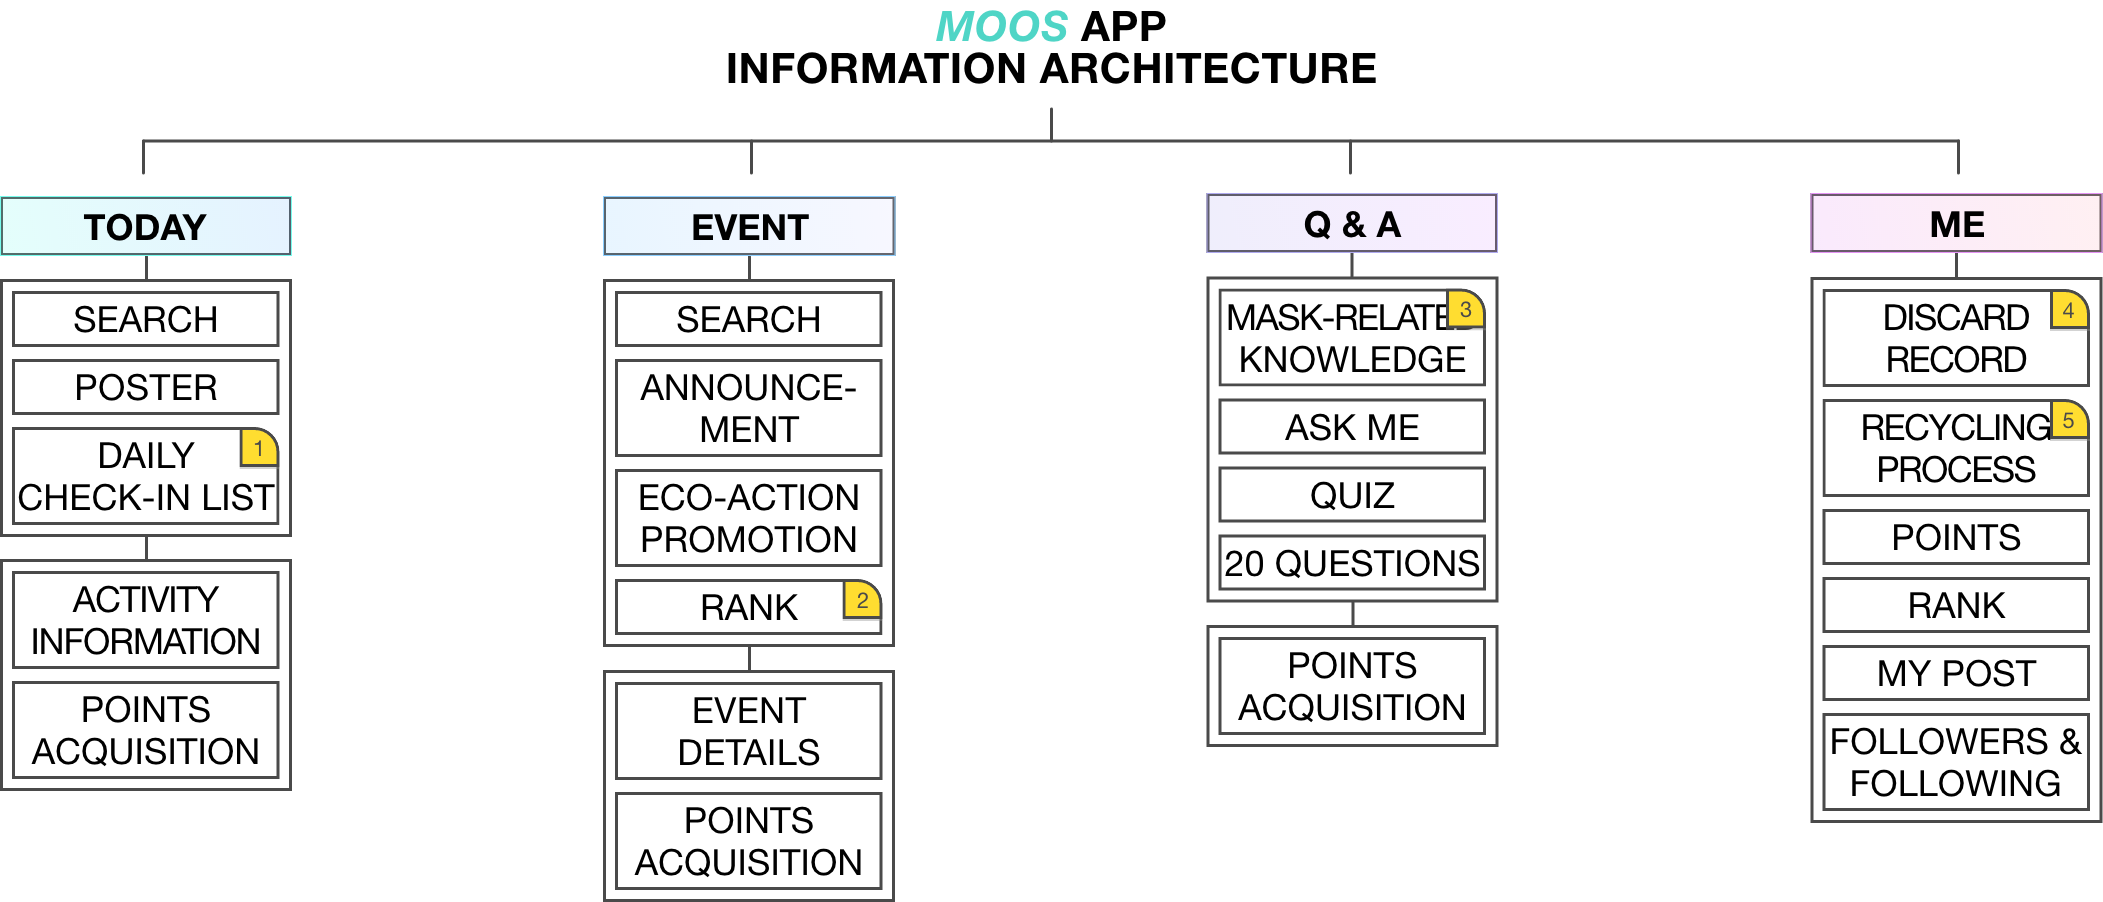 MOOS APP
INFORMATION ARCHITECTURE
TODAY
SEARCH
POSTER
DAILY
CHECK-IN LIST
1
ACTIVITY
INFORMATION
POINTS
ACQUISITION
EVENT
SEARCH
ANNOUNCE-
MENT
ECO-ACTION
PROMOTION
RANK
2
EVENT
DETAILS
POINTS
ACQUISITION
Q & A
MASK-RELATED
3
KNOWLEDGE
ASK ME
QUIZ
20 QUESTIONS
POINTS
ACQUISITION
ME
DISCARD
4
RECORD
RECYCLING
5
PROCESS
POINTS
RANK
MY POST
FOLLOWERS &
FOLLOWING